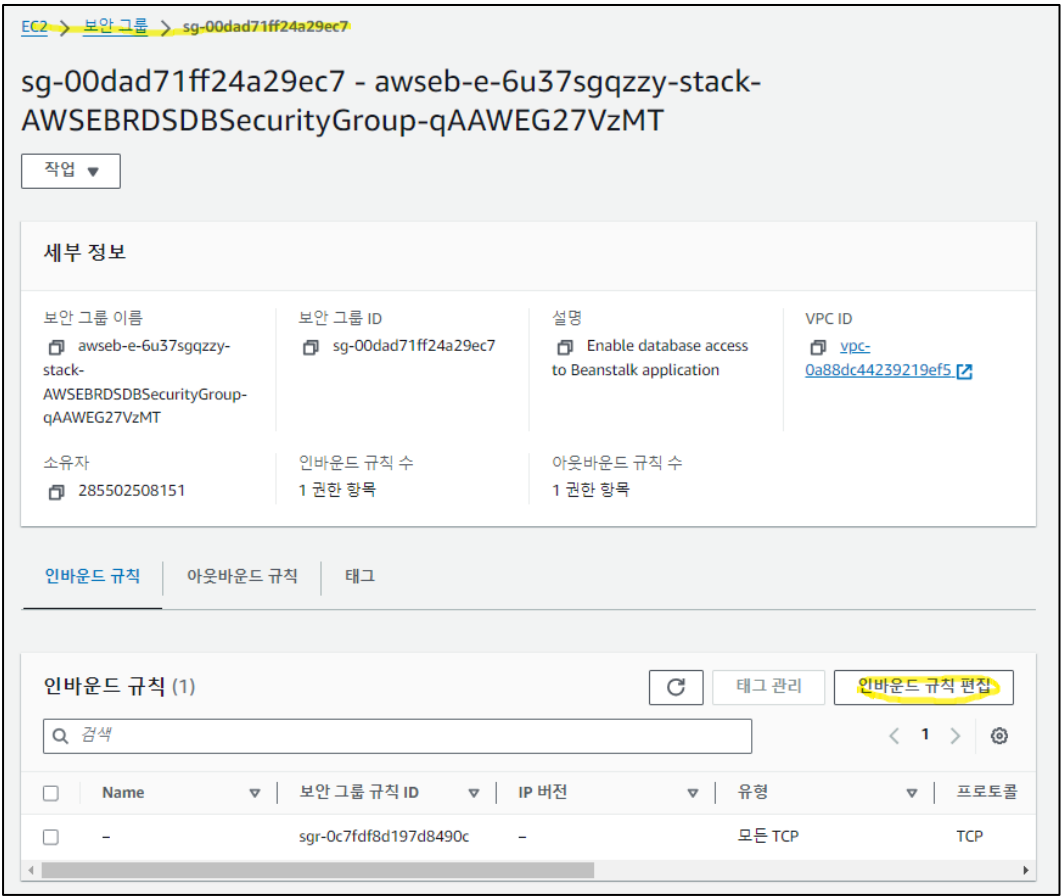 EC2 > 보안 그룹 > sg-00dad71ff24a29ec7
sg-00dad71ff24a29ec7 - awseb-e-6u37sgqzzy-stack-
AWSEBRDSDBSecurityGroup-qAAWEG27VzMT
작업
세부 정보
보안 그룹 이름
awseb-e-6u37sgqzzy-
stack-
AWSEBRDSDBSecurityGroup-
qAAWEG27VzMT
보안 그룹 ID
sg-00dad71ff24a29ec7
설명
Enable database access
to Beanstalk application
VPC ID
vpc-
0a88dc44239219ef5
소유자
285502508151
인바운드 규칙 수
1 권한 항목
아웃바운드 규칙 수
1 권한 항목
인바운드 규칙 아웃바운드 규칙 태그
인바운드 규칙 (1) 태그 관리 인바운드 규칙 편집
검색 < 1 >
Name 보안 그룹 규칙 ID IP 버전 유형 프로토콜
– sgr-0c7fdf8d197d8490c – 모든 TCP TCP